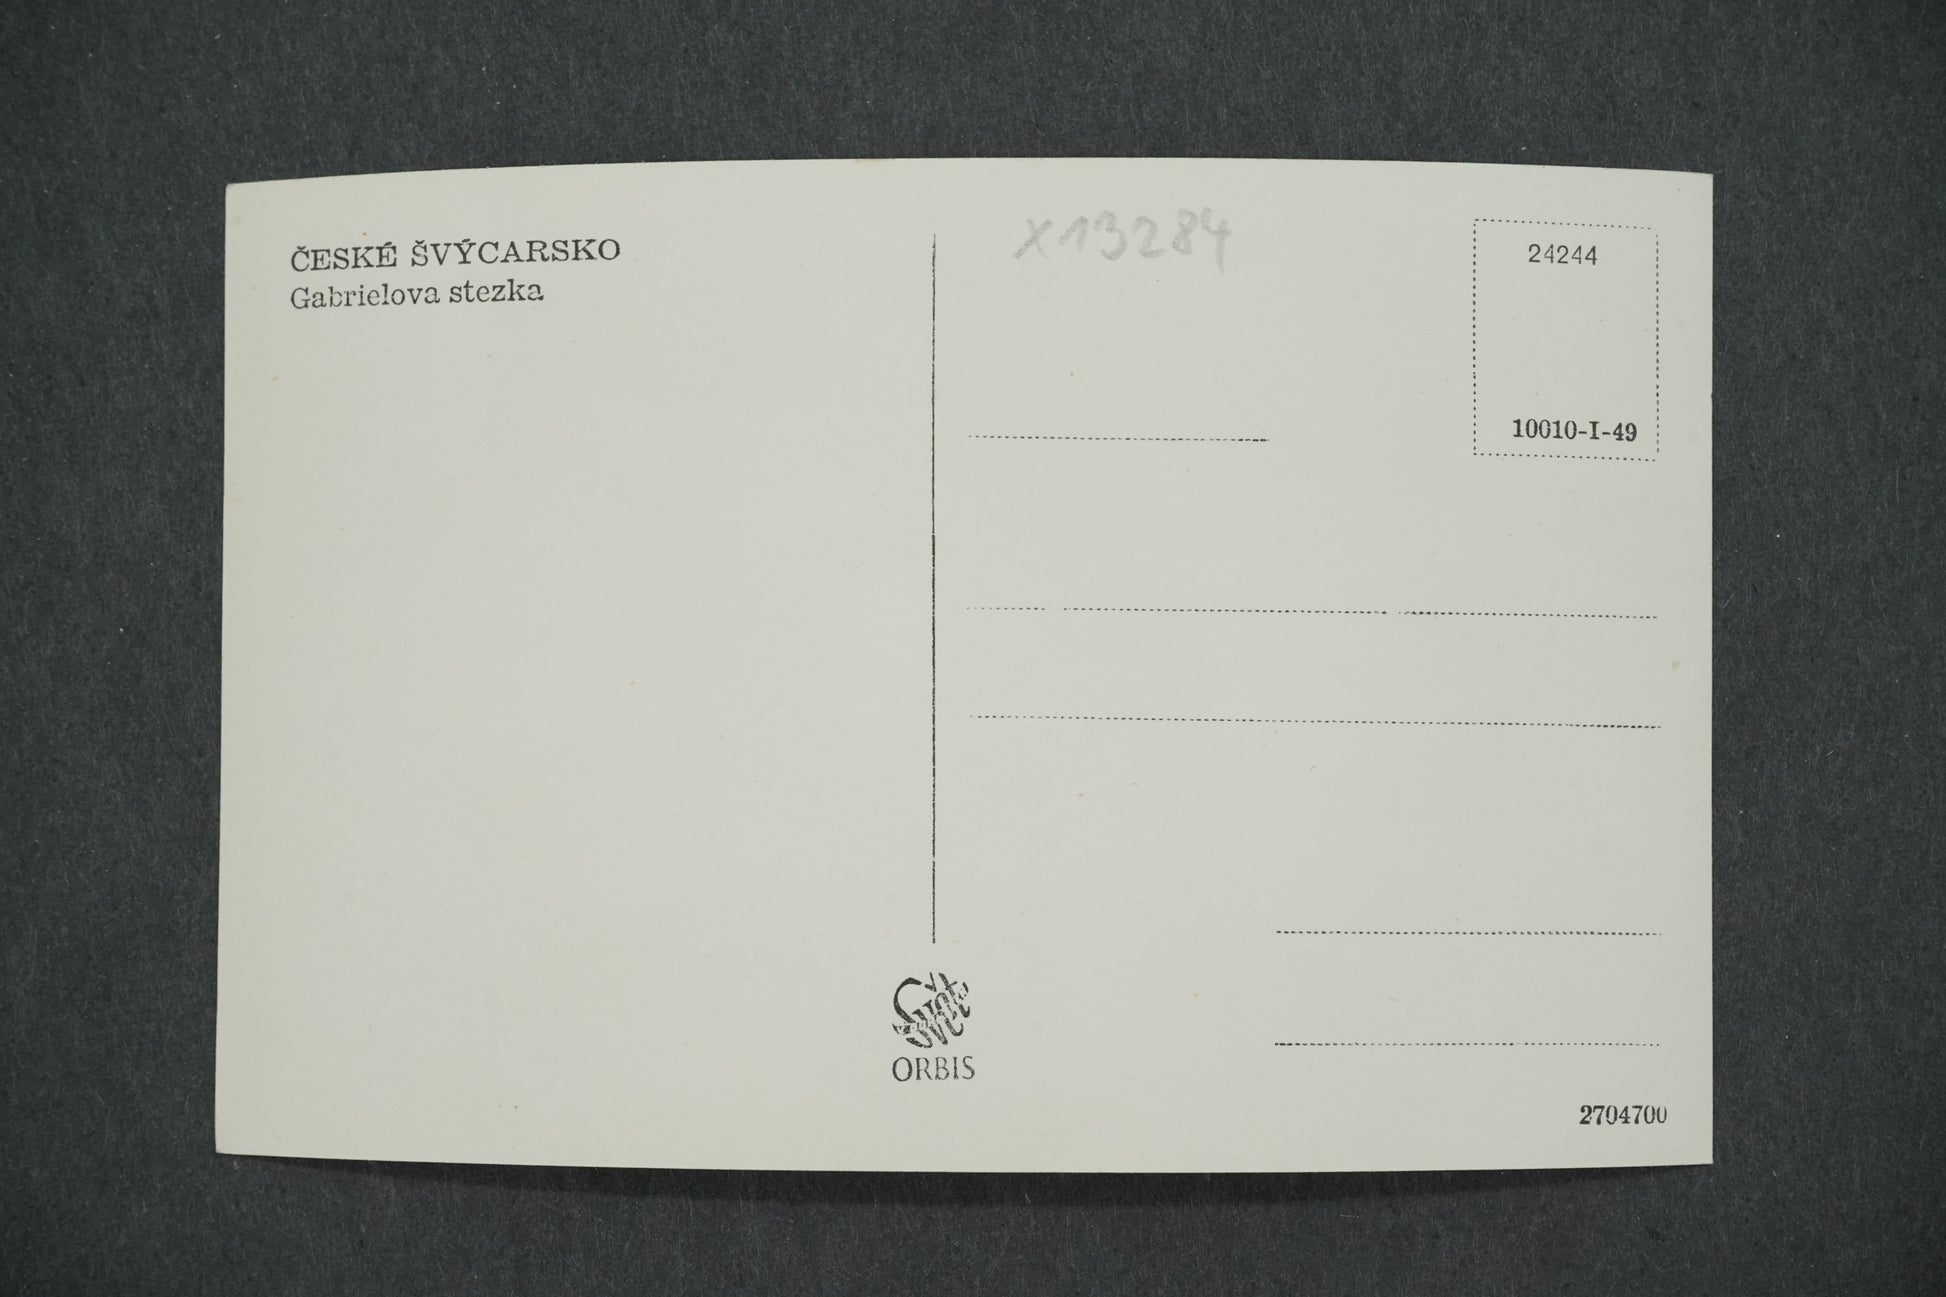 ČESKÉ ŠVÝCARSKO
Gabrielova stezka
X13284
24244
10010-I-49
Svět
ORBIS
2704700